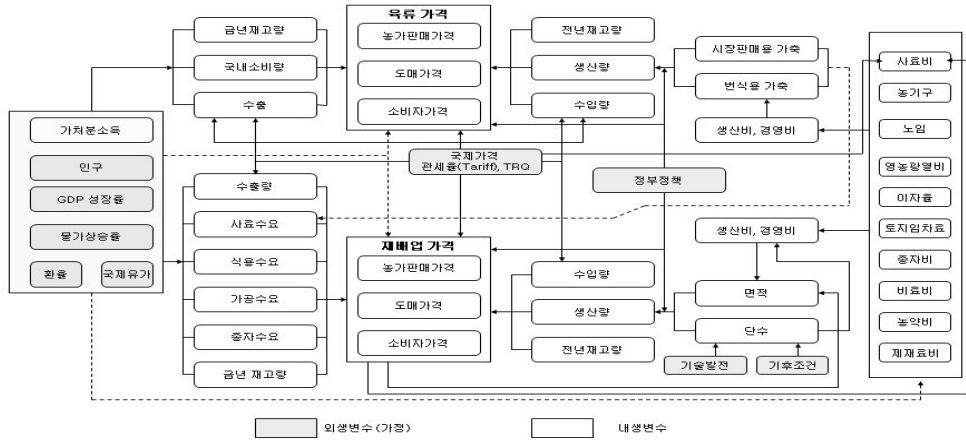 육류 가격
농가판매가격
도매가격
소비자가격
금년재고량
국내소비량
수출
전년재고량
생산량
수입량
시장판매용 가축
번식용 가축
생산비, 경영비
사료비
농기구
노임
영농광열비
이자율
토지임차료
종자비
비료비
농약비
제재료비
가처분소득
인구
GDP 성장률
물가상승률
환율
국제유가
국제가격
관세율(Tariff), TRQ
정부정책
수출량
사료수요
식용수요
가공수요
종자수요
금년 재고량
재배업 가격
농가판매가격
도매가격
소비자가격
수입량
생산량
전년재고량
생산비, 경영비
면적
단수
기술발전
기후조건
외생변수 (가정)
내생변수